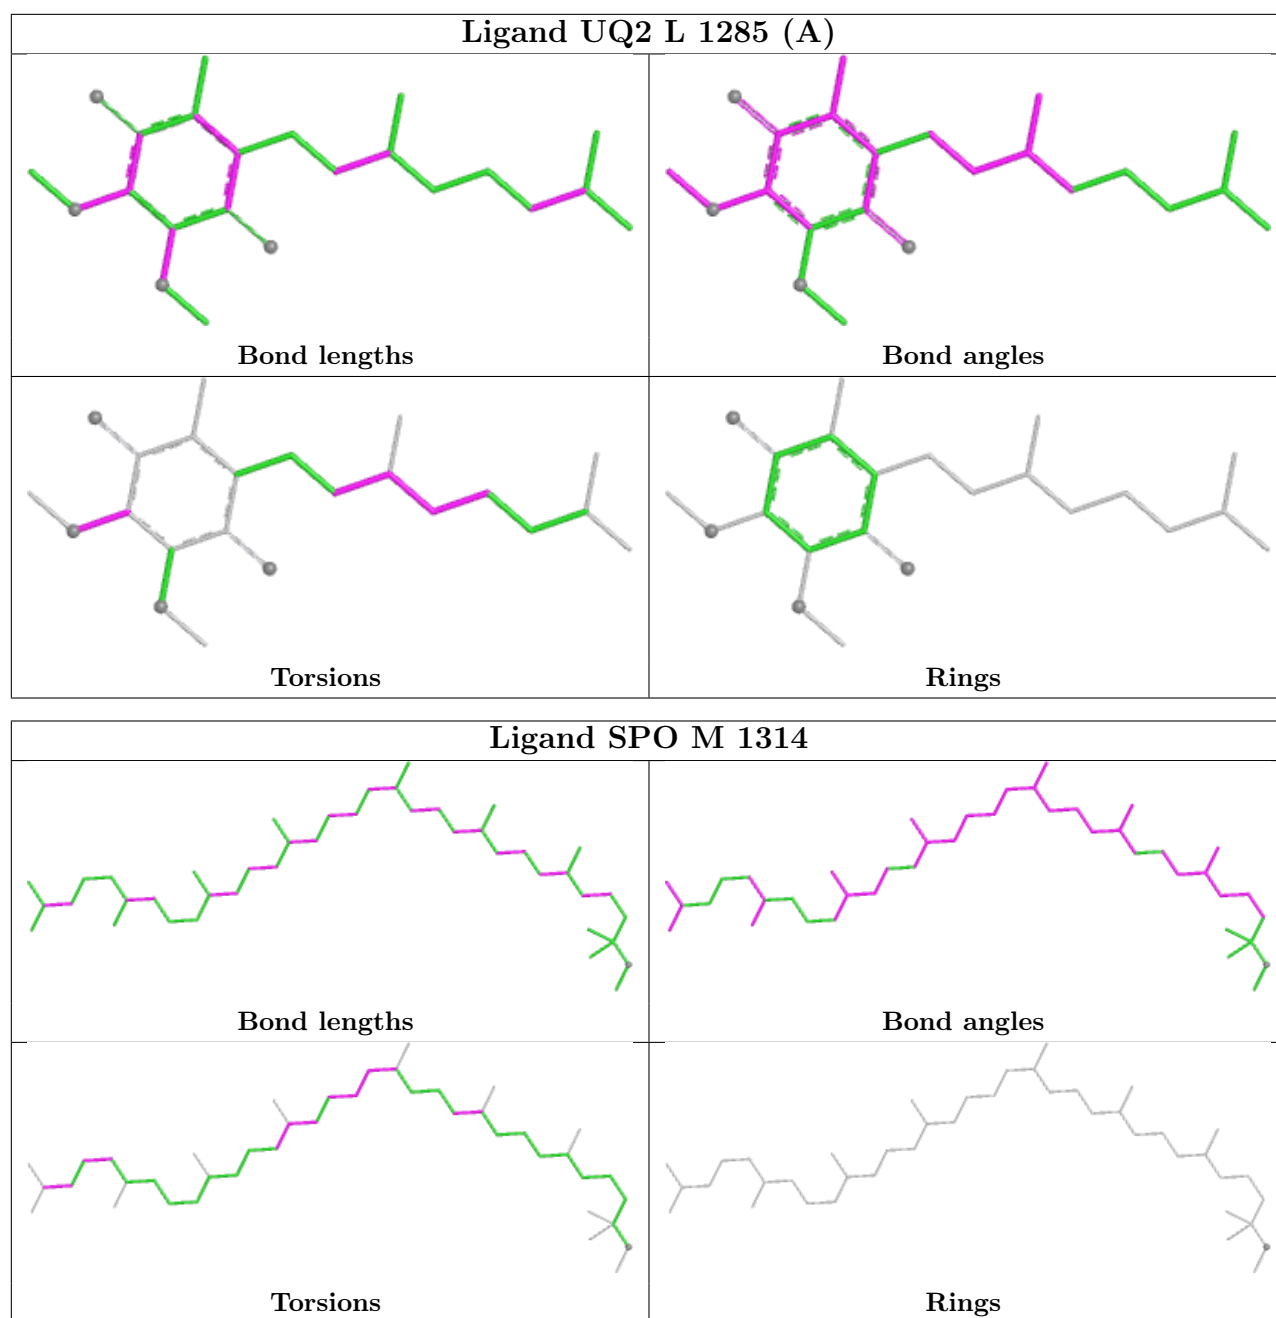 Ligand UQ2 L 1285 (A)
Bond lengths
Bond angles
Torsions
Rings
Ligand SPO M 1314
Bond lengths
Bond angles
Torsions
Rings